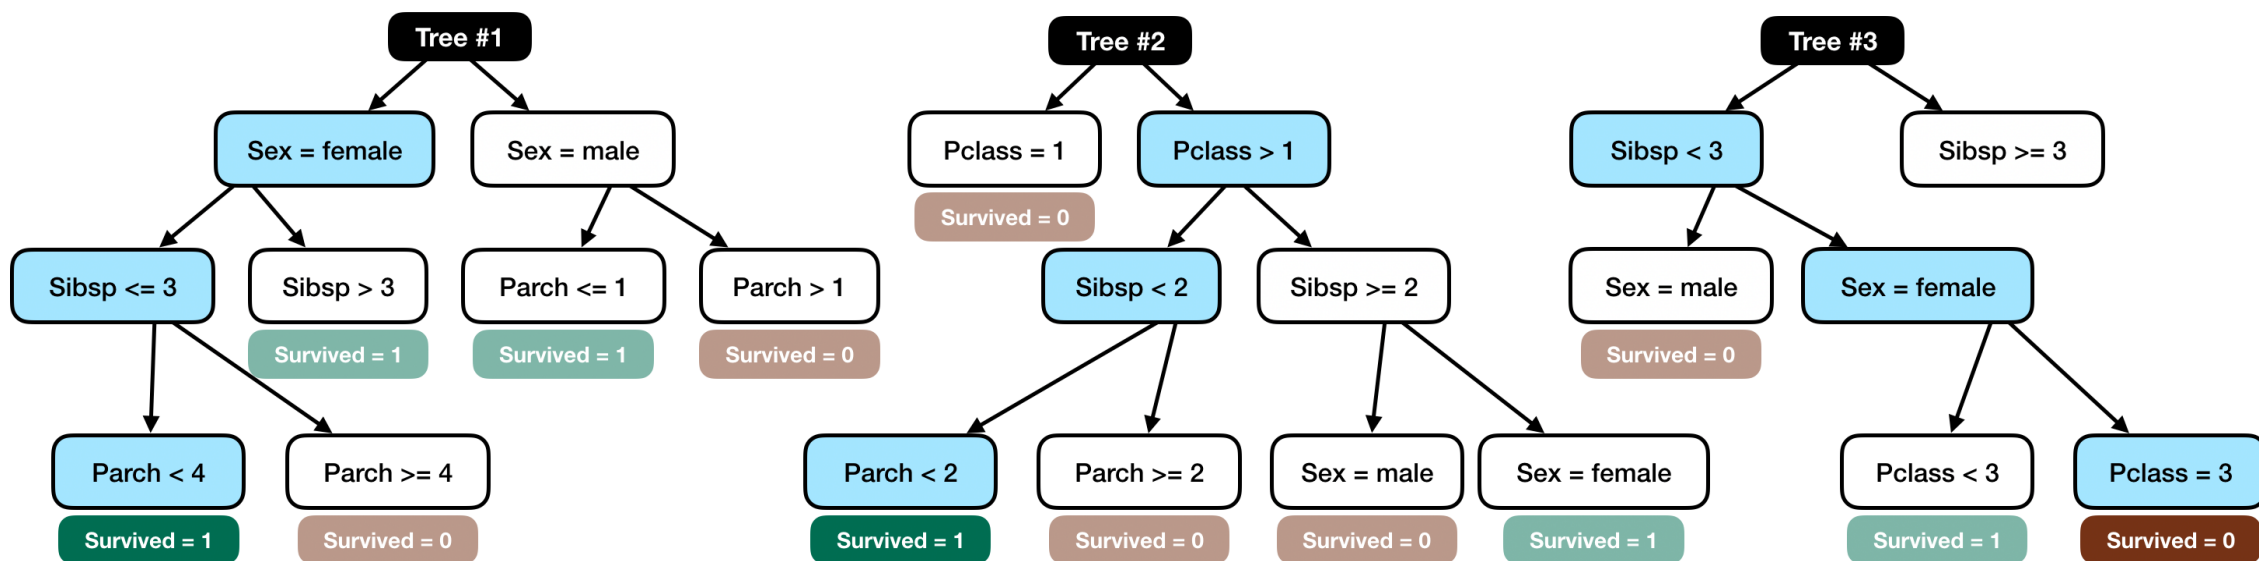 Tree #1
Tree #2
Tree #3
Sex = female
Sex = male
Pclass = 1
Pclass > 1
Sibsp < 3
Sibsp >= 3
Survived = 0
Sibsp <= 3
Sibsp > 3
Parch <= 1
Parch > 1
Sibsp < 2
Sibsp >= 2
Sex = male
Sex = female
Survived = 1
Survived = 1
Survived = 0
Survived = 0
Parch < 4
Parch >= 4
Parch < 2
Parch >= 2
Sex = male
Sex = female
Pclass < 3
Pclass = 3
Survived = 1
Survived = 0
Survived = 1
Survived = 0
Survived = 0
Survived = 1
Survived = 1
Survived = 0